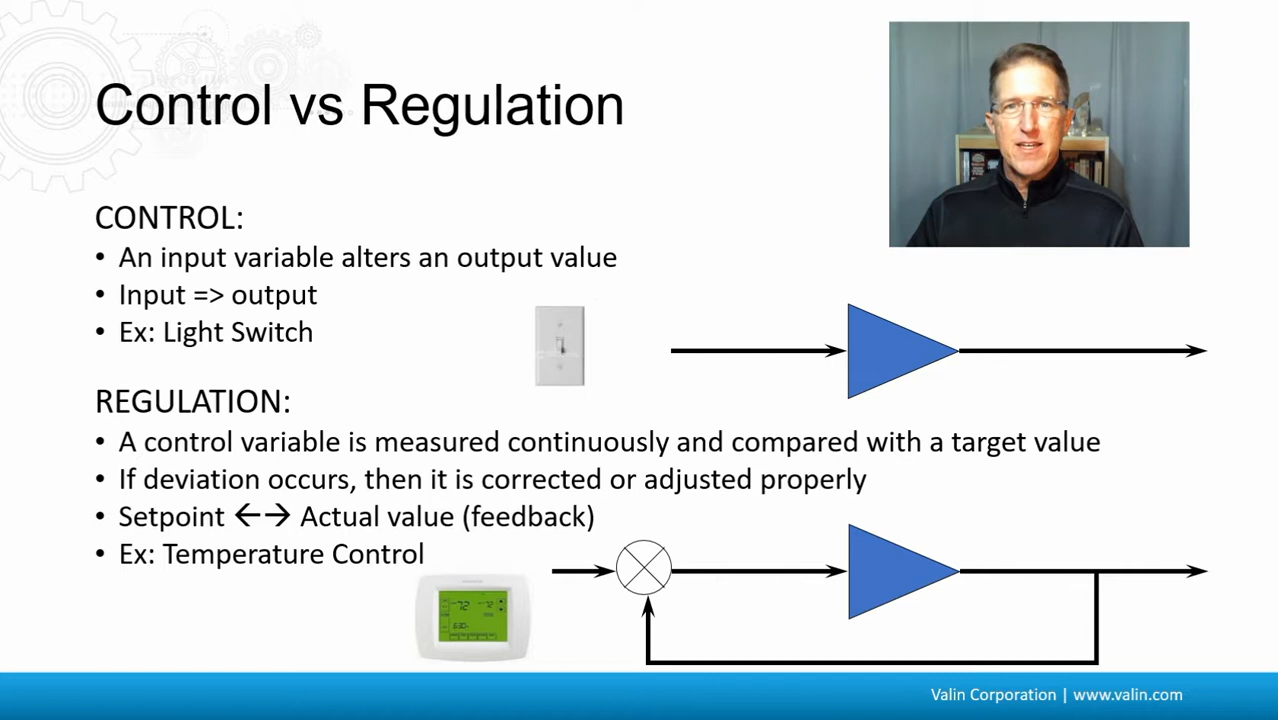 Control vs Regulation
CONTROL:
• An input variable alters an output value
• Input => output
• Ex: Light Switch
REGULATION:
• A control variable is measured continuously and compared with a target value
• If deviation occurs, then it is corrected or adjusted properly
• Setpoint ←→ Actual value (feedback)
• Ex: Temperature Control
72 72
Valin Corporation | www.valin.com